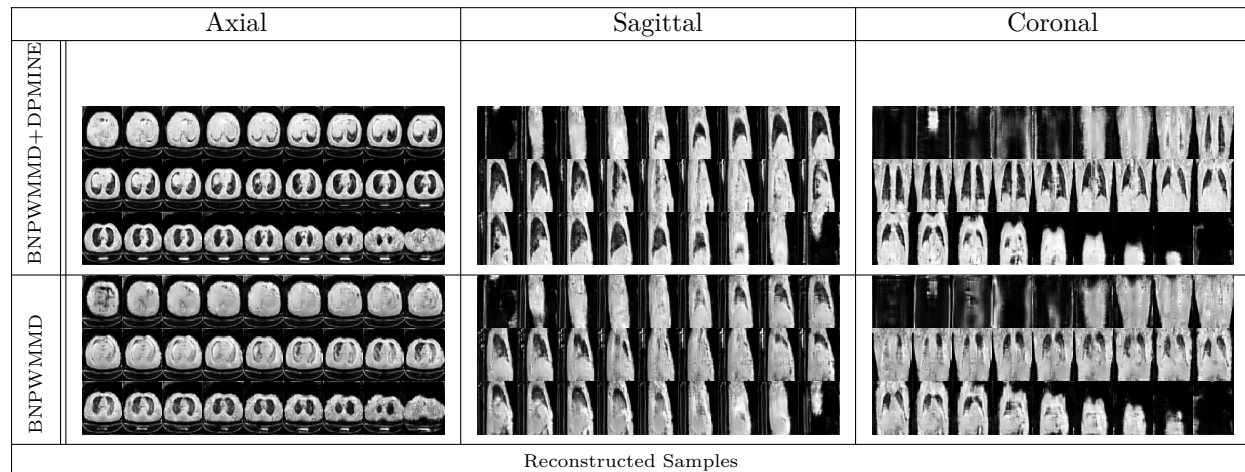 Axial
Sagittal
Coronal
BNPWMMD+DPMINE
BNPWMMD
Reconstructed Samples